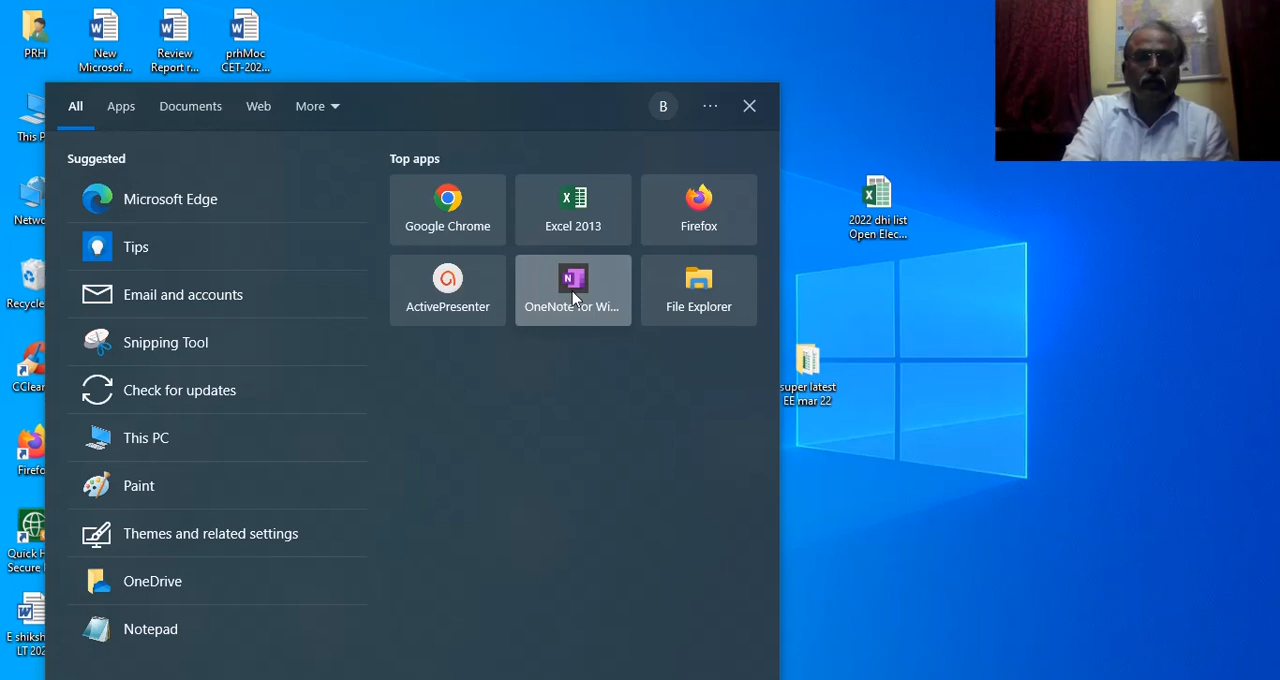 PRH
New
Microsof...
Review
Report r...
prhMoc
CET-202...
All
Apps
Documents
Web
More
B
Suggested
Top apps
Microsoft Edge
Tips
Email and accounts
Snipping Tool
Check for updates
This PC
Paint
Themes and related settings
OneDrive
Notepad
Google Chrome
Excel 2013
Firefox
ActivePresenter
OneNote for Wi...
File Explorer
2022 dhi list
Open Elec...
super latest
EE mar 22
This P
Netwo
Recycle
CClean
Firefo
Quick H
Secure
E shiksh
LT 202